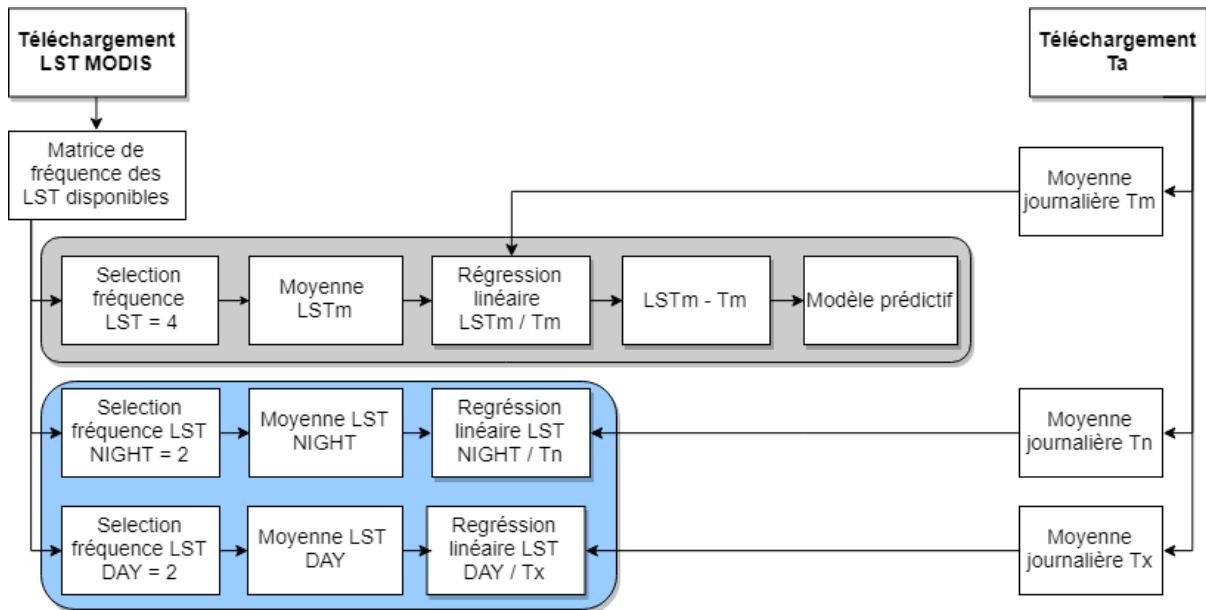 Téléchargement
LST MODIS
Téléchargement
Ta
Matrice de
fréquence des
LST disponibles
Moyenne
journalière Tm
Selection
fréquence
LST = 4
Moyenne
LSTm
Régression
linéaire
LSTm / Tm
LSTm - Tm
Modèle prédictif
Selection
fréquence LST
NIGHT = 2
Moyenne LST
NIGHT
Regréssion
linéaire LST
NIGHT / Tn
Moyenne
journalière Tn
Selection
fréquence LST
DAY = 2
Moyenne LST
DAY
Regréssion
linéaire LST
DAY / Tx
Moyenne
journalière Tx